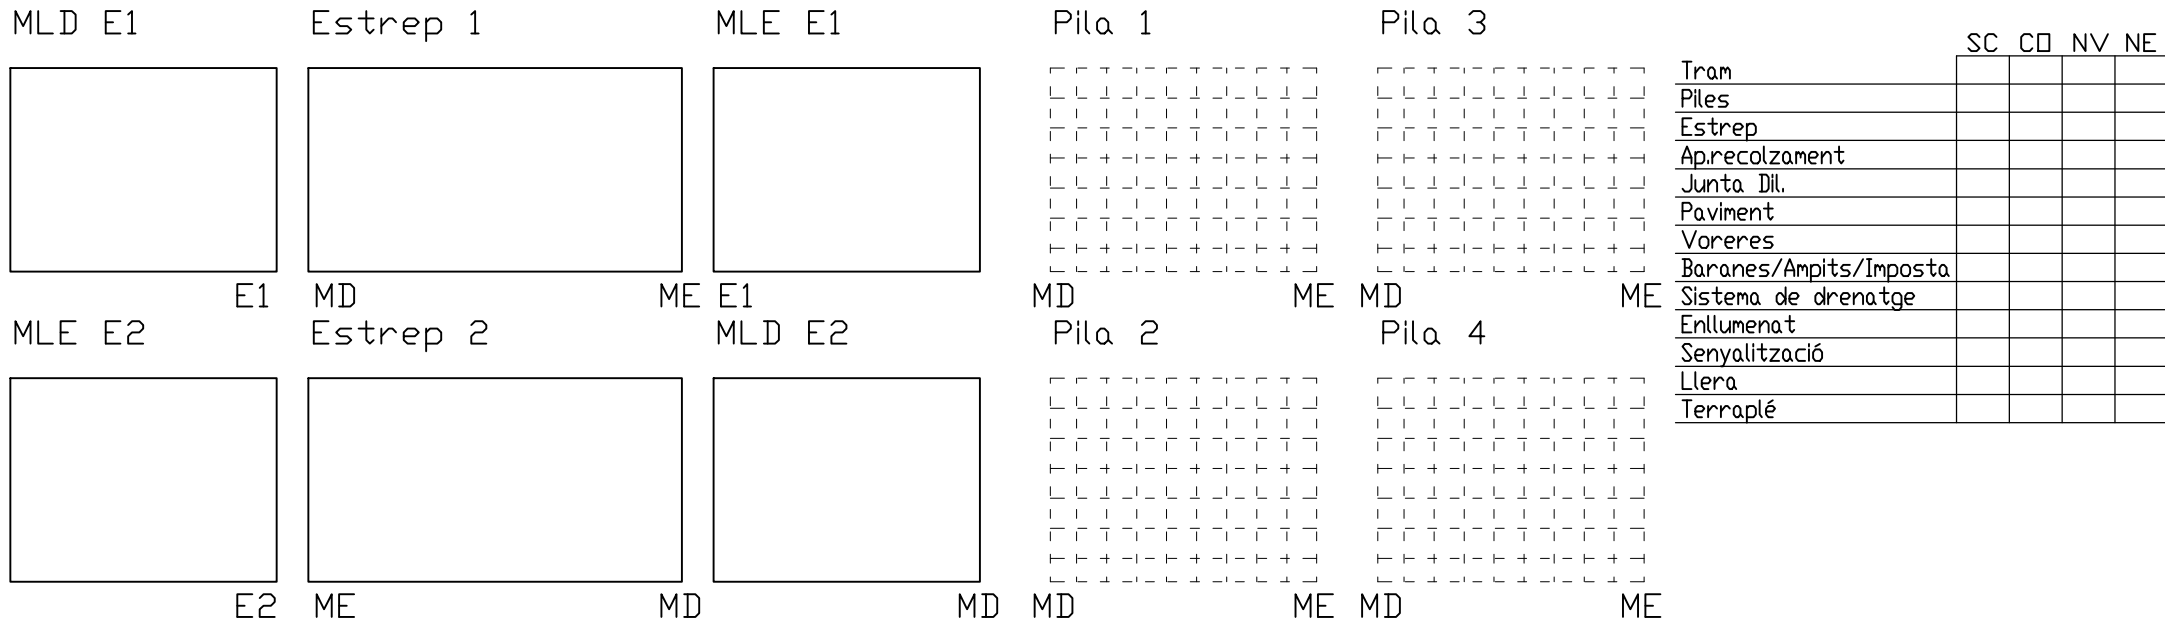 MLD E1 Estrep 1 MLE E1 Pila 1 Pila 3
E1 MD ME E1 MD ME MD ME
MLE E2 Estrep 2 MLD E2 Pila 2 Pila 4
E2 ME MD MD MD ME MD ME
SC CO NV NE
Tram
Piles
Estrep
Ap.recolzament
Junta Dil.
Paviment
Voreres
Baranes/Ampits/Imposta
Sistema de drenatge
Enllumenat
Senyalització
Llera
Terraplé